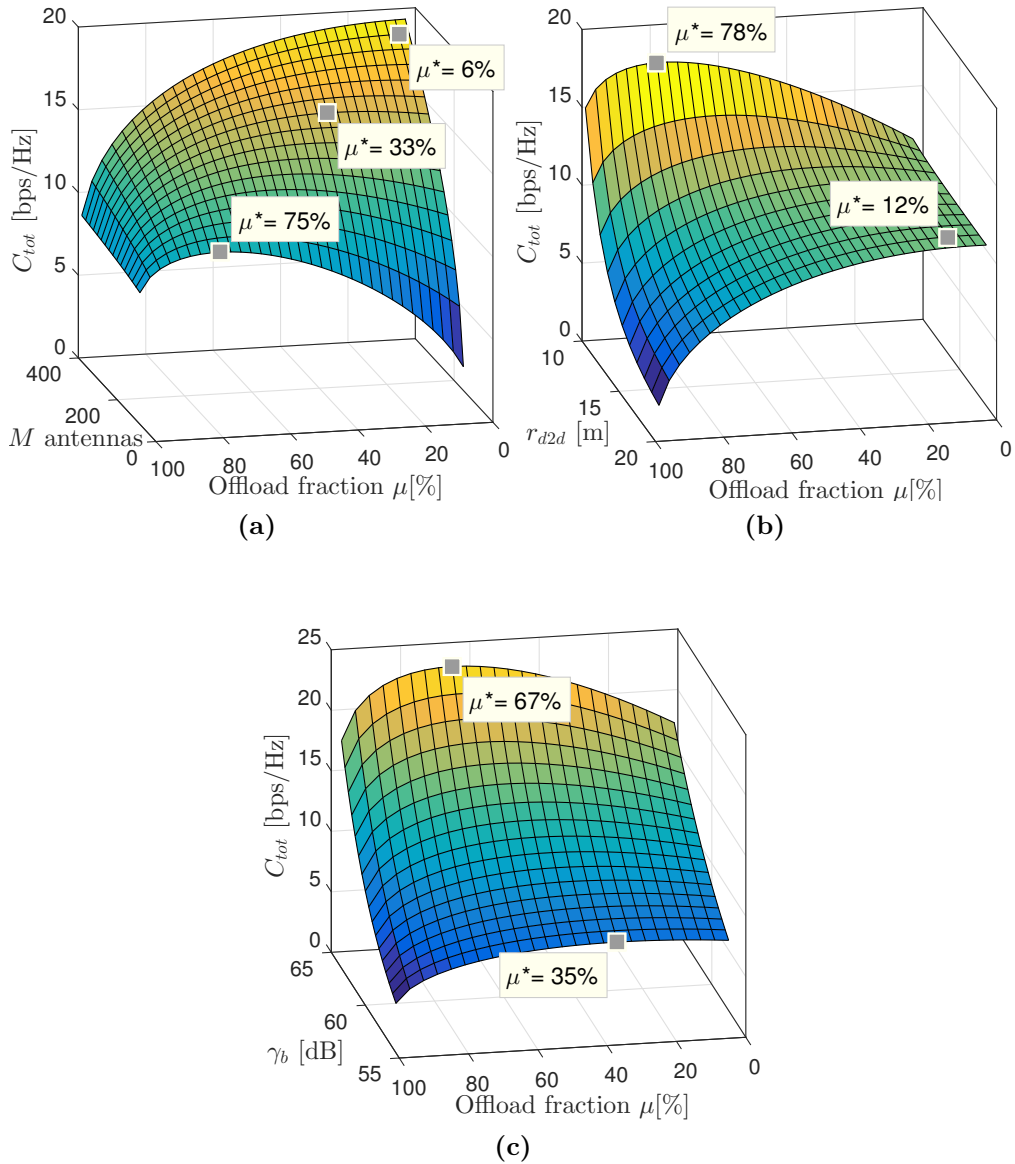 20
15
10
5
0
C_tot [bps/Hz]
μ*= 6%
μ*= 33%
μ*= 75%
400
200
0
M antennas
100
80
60
40
20
0
Offload fraction μ[%]
(a)
20
15
10
5
0
C_tot [bps/Hz]
μ*= 78%
μ*= 12%
10
15
20
r_d2d [m]
100
80
60
40
20
0
Offload fraction μ[%]
(b)
25
20
15
10
5
0
C_tot [bps/Hz]
μ*= 67%
μ*= 35%
65
60
55
γ_b [dB]
100
80
60
40
20
0
Offload fraction μ[%]
(c)